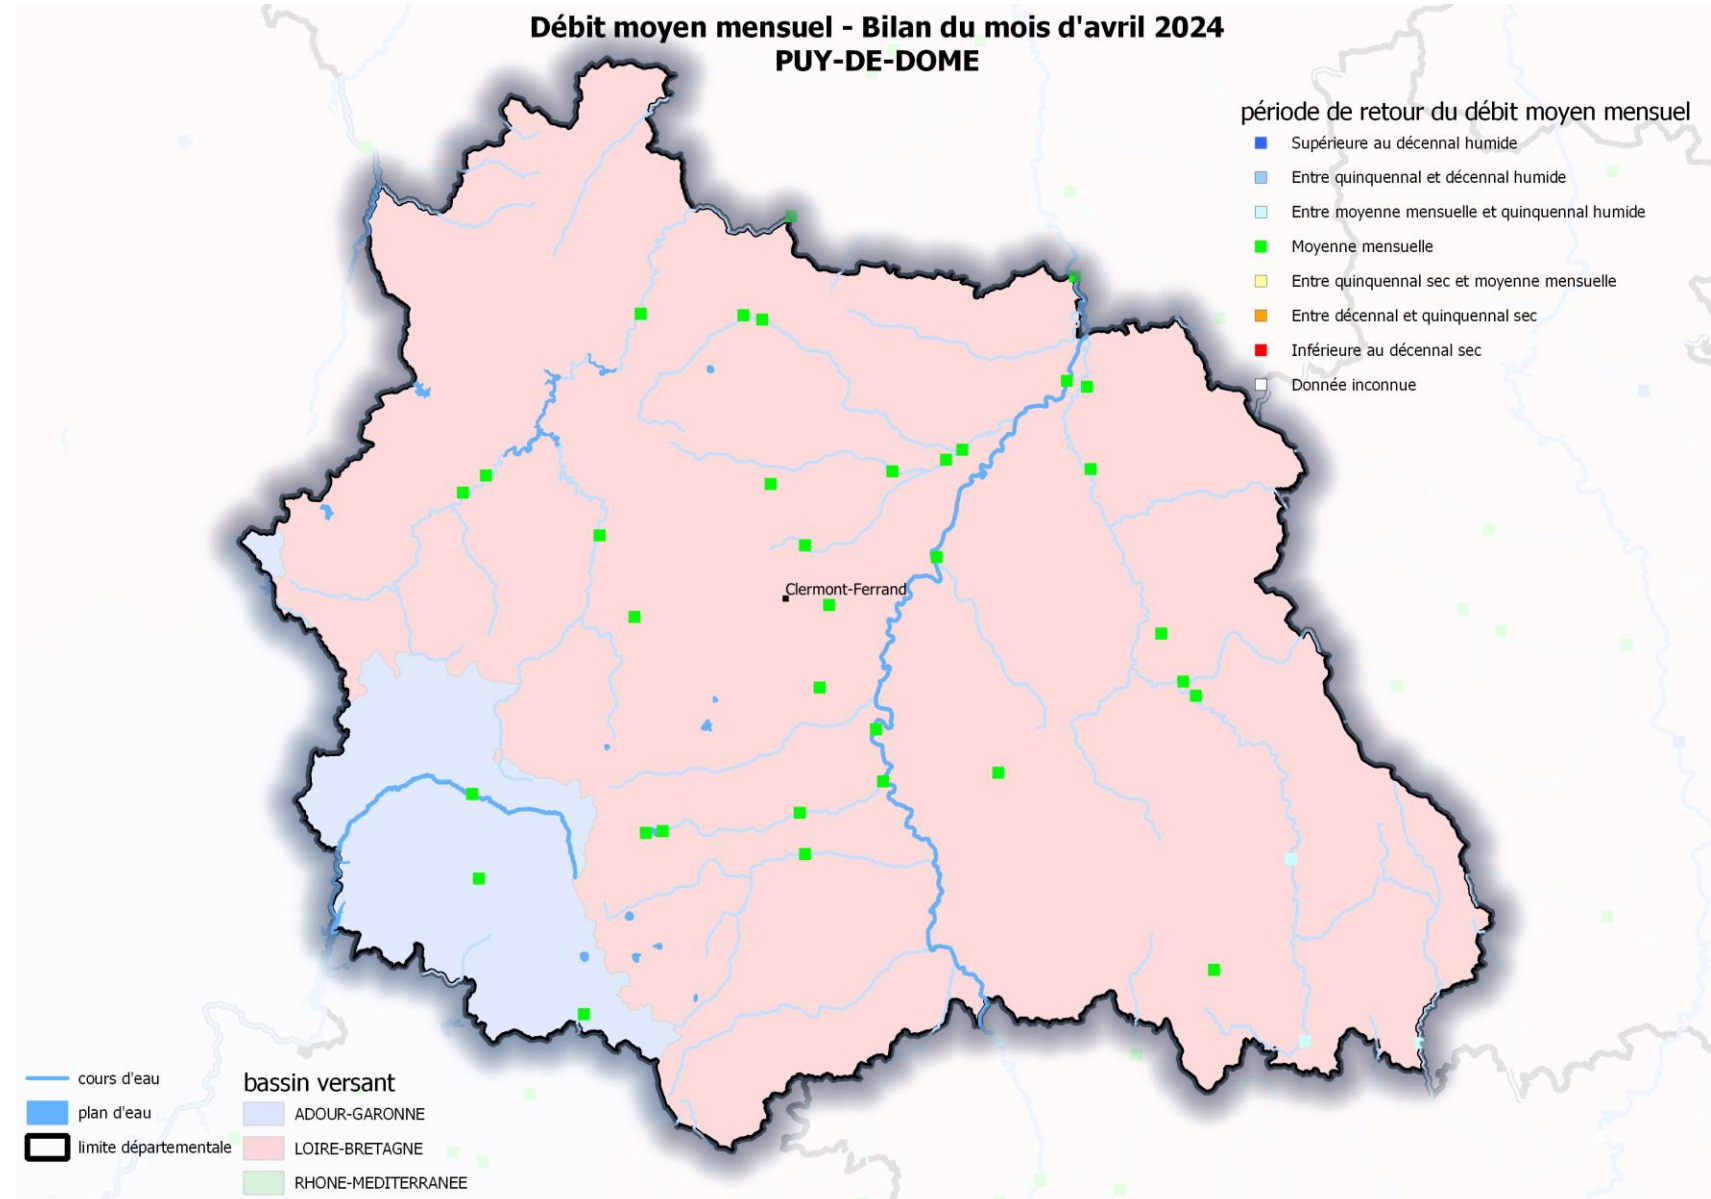 Débit moyen mensuel - Bilan du mois d'avril 2024
PUY-DE-DOME
période de retour du débit moyen mensuel
Supérieure au décennal humide
Entre quinquennal et décennal humide
Entre moyenne mensuelle et quinquennal humide
Moyenne mensuelle
Entre quinquennal sec et moyenne mensuelle
Entre décennal et quinquennal sec
Inférieure au décennal sec
Donnée inconnue
Clermont-Ferrand
cours d'eau
plan d'eau
limite départementale
bassin versant
ADOUR-GARONNE
LOIRE-BRETAGNE
RHONE-MEDITERRANEE